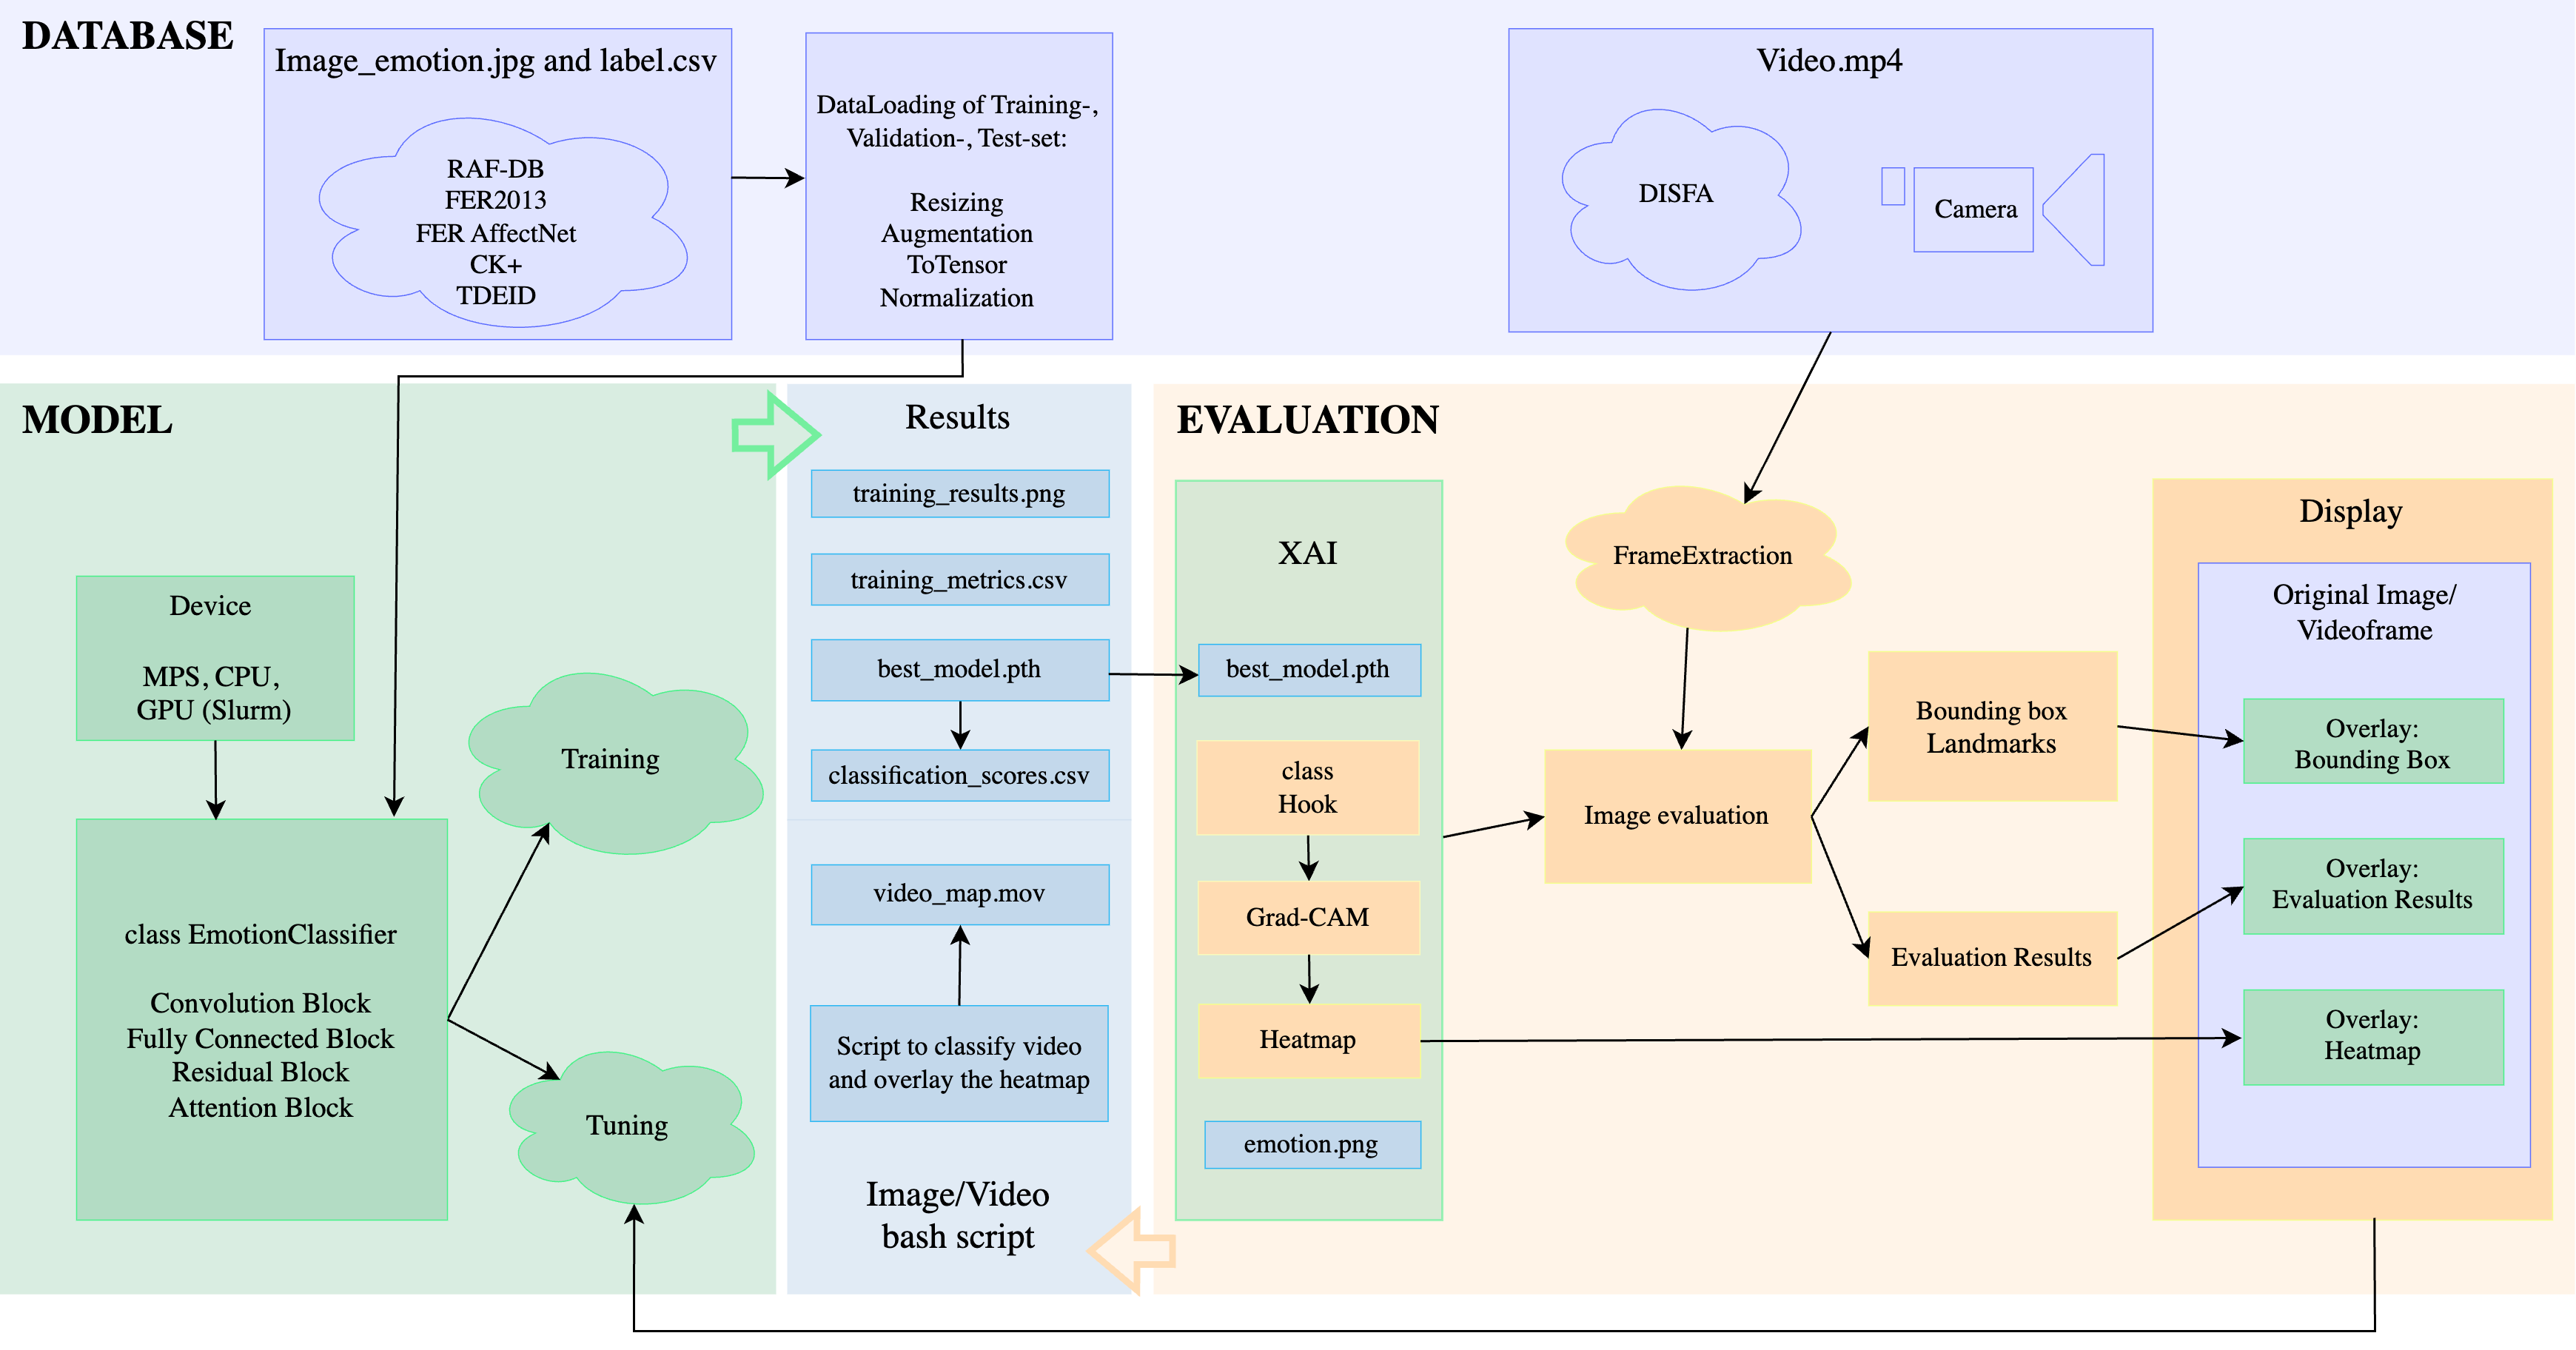 DATABASE
Image_emotion.jpg and label.csv
RAF-DB
FER2013
FER AffectNet
CK+
TDEID
DataLoading of Training-,
Validation-, Test-set:
Resizing
Augmentation
ToTensor
Normalization
Video.mp4
DISFA
Camera
MODEL
Device
MPS, CPU,
GPU (Slurm)
class EmotionClassifier
Convolution Block
Fully Connected Block
Residual Block
Attention Block
Training
Tuning
Results
training_results.png
training_metrics.csv
best_model.pth
classification_scores.csv
video_map.mov
Script to classify video
and overlay the heatmap
Image/Video
bash script
EVALUATION
XAI
best_model.pth
class
Hook
Grad-CAM
Heatmap
emotion.png
FrameExtraction
Image evaluation
Bounding box
Landmarks
Evaluation Results
Display
Original Image/
Videoframe
Overlay:
Bounding Box
Overlay:
Evaluation Results
Overlay:
Heatmap